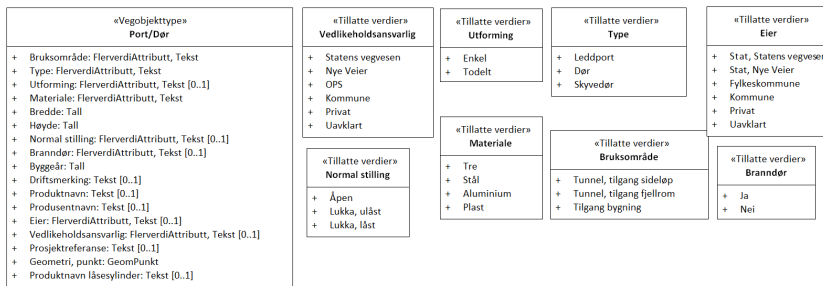 «Vegobjekttype»
Port/Dør
+ Bruksområde: FlerverdiAttributt, Tekst
+ Type: FlerverdiAttributt, Tekst
+ Utforming: FlerverdiAttributt, Tekst [0..1]
+ Materiale: FlerverdiAttributt, Tekst
+ Bredde: Tall
+ Høyde: Tall
+ Normal stilling: FlerverdiAttributt, Tekst [0..1]
+ Branndør: FlerverdiAttributt, Tekst [0..1]
+ Byggeår: Tall
+ Driftsmerking: Tekst [0..1]
+ Produktnavn: Tekst [0..1]
+ Produsentnavn: Tekst [0..1]
+ Eier: FlerverdiAttributt, Tekst [0..1]
+ Vedlikeholdsansvarlig: FlerverdiAttributt, Tekst [0..1]
+ Prosjektreferanse: Tekst [0..1]
+ Geometri, punkt: GeomPunkt
+ Produktnavn låsesylinder: Tekst [0..1]
«Tillatte verdier»
Vedlikeholdsansvarlig
+ Statens vegvesen
+ Nye Veier
+ OPS
+ Kommune
+ Privat
+ Uavklart
«Tillatte verdier»
Normal stilling
+ Åpen
+ Lukka, ulåst
+ Lukka, låst
«Tillatte verdier»
Utforming
+ Enkel
+ Todelt
«Tillatte verdier»
Materiale
+ Tre
+ Stål
+ Aluminium
+ Plast
«Tillatte verdier»
Type
+ Leddport
+ Dør
+ Skyvedør
«Tillatte verdier»
Bruksområde
+ Tunnel, tilgang sideløp
+ Tunnel, tilgang fjellrom
+ Tilgang bygning
«Tillatte verdier»
Eier
+ Stat, Statens vegvesen
+ Stat, Nye Veier
+ Fylkeskommune
+ Kommune
+ Privat
+ Uavklart
«Tillatte verdier»
Branndør
+ Ja
+ Nei